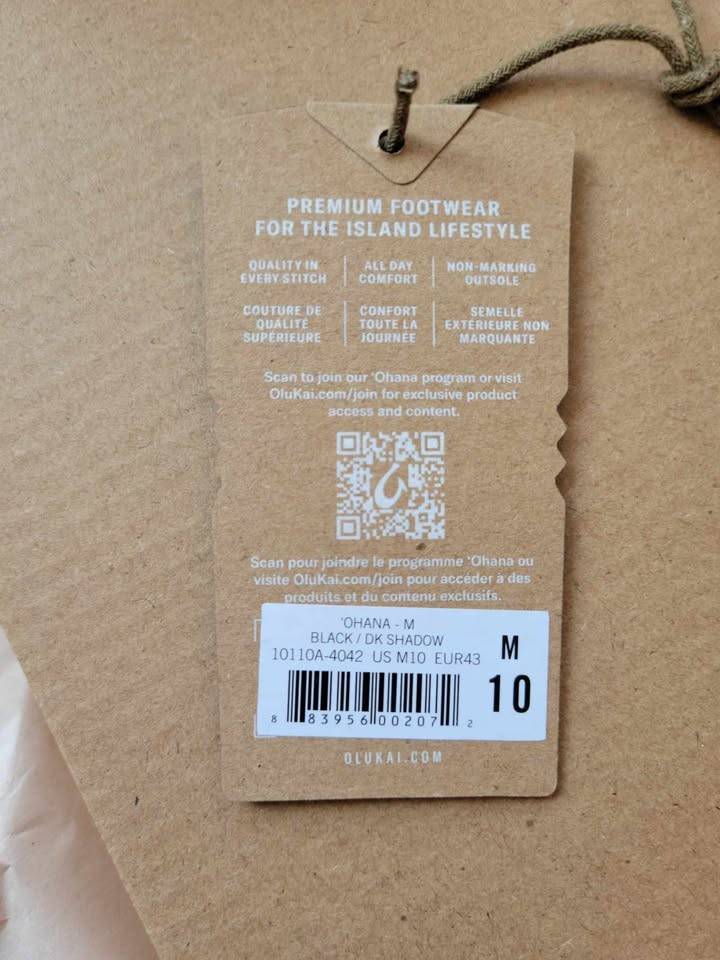 PREMIUM FOOTWEAR
FOR THE ISLAND LIFESTYLE
QUALITY IN
EVERY STITCH
ALL DAY
COMFORT
NON-MARKING
OUTSOLE
COUTURE DE
QUALITÉ
SUPÉRIEURE
CONFORT
TOUTE LA
JOURNÉE
SEMELLE
EXTÉRIEURE NON
MARQUANTE
Scan to join our ‘Ohana program or visit
OluKai.com/join for exclusive product
access and content.
Scan pour joindre le programme ‘Ohana ou
visite OluKai.com/join pour accéder à des
produits et du contenu exclusifs.
‘OHANA - M
BLACK / DK SHADOW
10110A-4042 US M10 EUR43
M
10
8 83956 00207 2
OLUKAI.COM